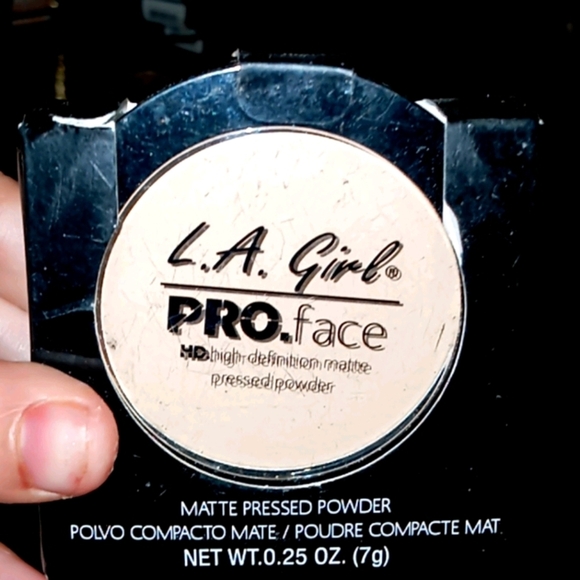 L.A. Girl®
PRO.face
HD.high-definition matte
pressed powder
MATTE PRESSED POWDER
POLVO COMPACTO MATE / POUDRE COMPACTE MAT
NET WT.0.25 OZ. (7g)